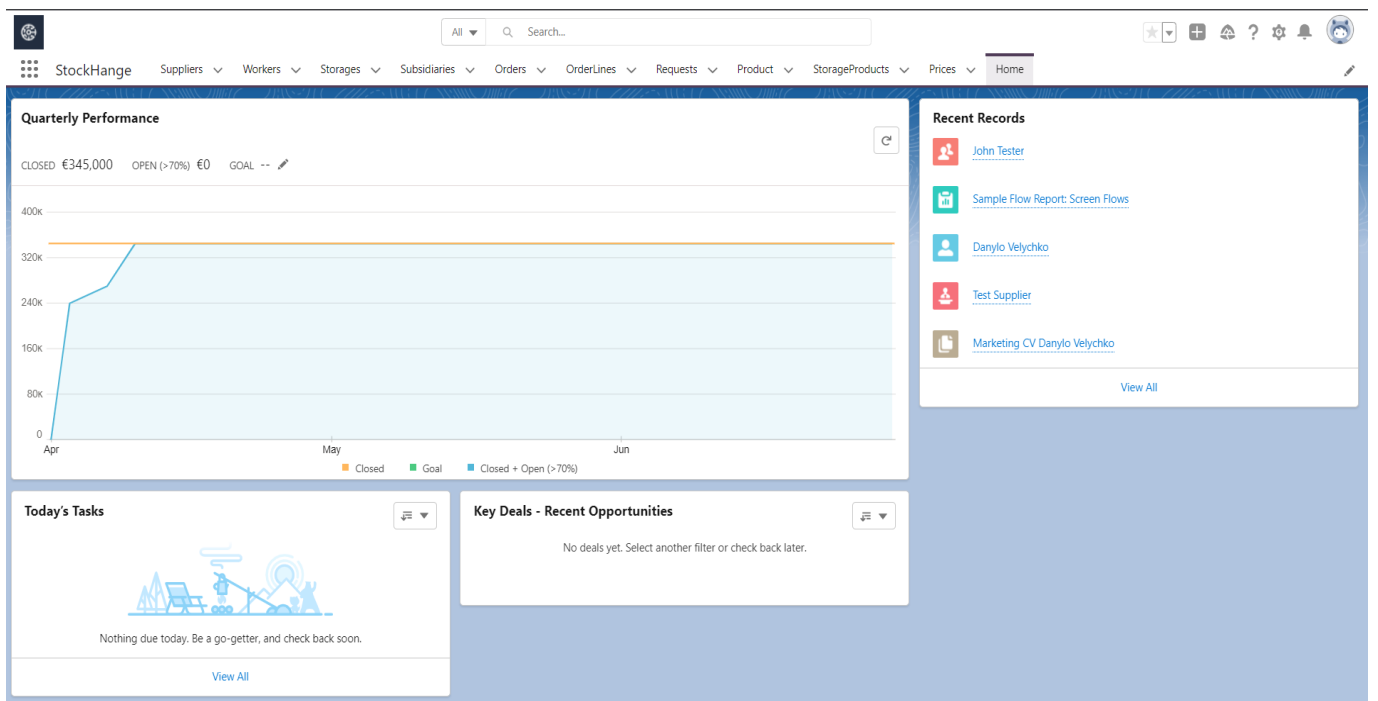 All Search...
StockHange Suppliers Workers Storages Subsidiaries Orders OrderLines Requests Product StorageProducts Prices Home
Quarterly Performance
CLOSED €345,000 OPEN (>70%) €0 GOAL --
400K
320K
240K
160K
80K
0
Apr May Jun
Closed Goal Closed + Open (>70%)
Recent Records
John Tester
Sample Flow Report: Screen Flows
Danylo Velychko
Test Supplier
Marketing CV Danylo Velychko
View All
Today's Tasks
Nothing due today. Be a go-getter, and check back soon.
View All
Key Deals - Recent Opportunities
No deals yet. Select another filter or check back later.